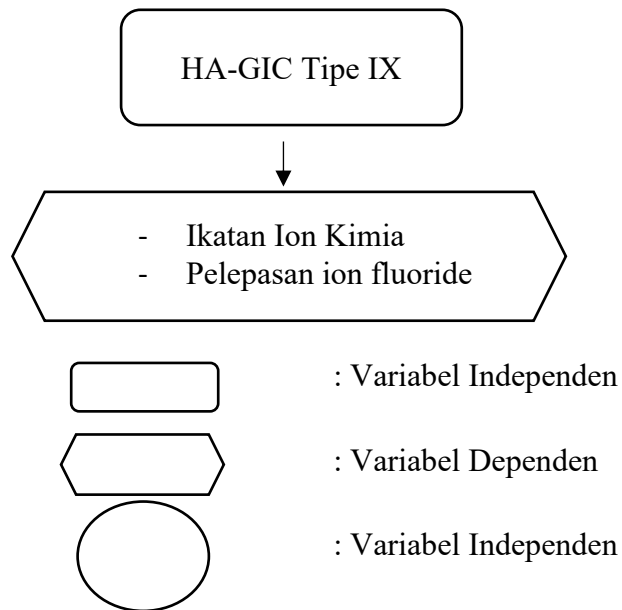 HA-GIC Tipe IX
- Ikatan Ion Kimia
- Pelepasan ion fluoride
: Variabel Independen
: Variabel Dependen
: Variabel Independen